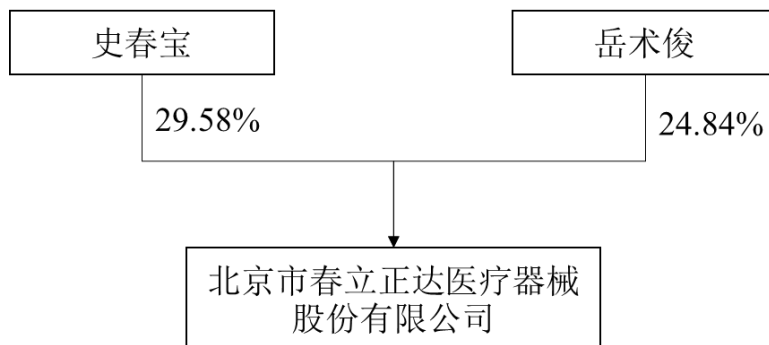 史春宝
岳术俊
29.58%
24.84%
北京市春立正达医疗器械
股份有限公司